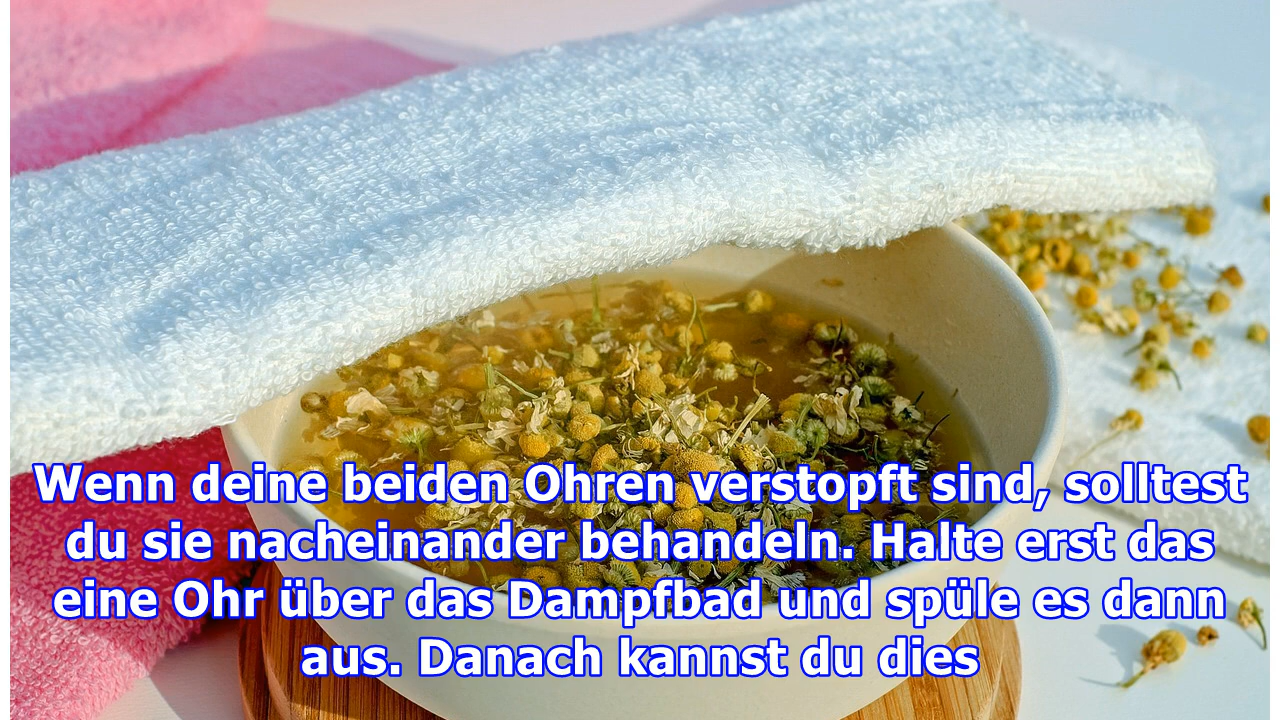 Wenn deine beiden Ohren verstopft sind, solltest
du sie nacheinander behandeln. Halte erst das
eine Ohr über das Dampfbad und spüle es dann
aus. Danach kannst du dies